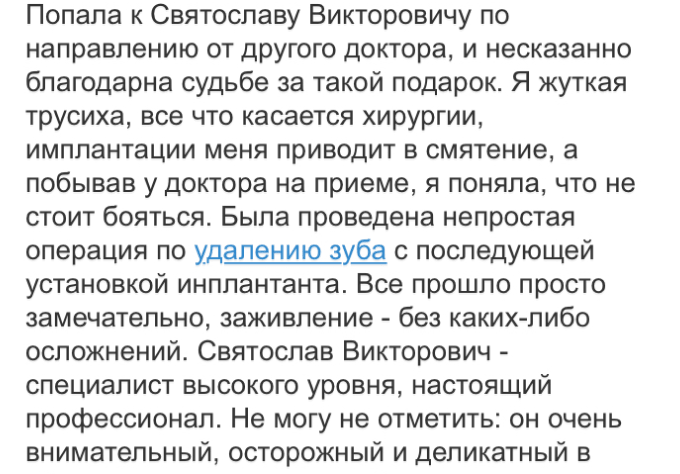 Попала к Святославу Викторовичу по
направлению от другого доктора, и несказанно
благодарна судьбе за такой подарок. Я жуткая
трусиха, все что касается хирургии,
имплантации меня приводит в смятение, а
побывав у доктора на приеме, я поняла, что не
стоит бояться. Была проведена непростая
операция по удалению зуба с последующей
установкой инплантанта. Все прошло просто
замечательно, заживление - без каких-либо
осложнений. Святослав Викторович -
специалист высокого уровня, настоящий
профессионал. Не могу не отметить: он очень
внимательный, осторожный и деликатный в